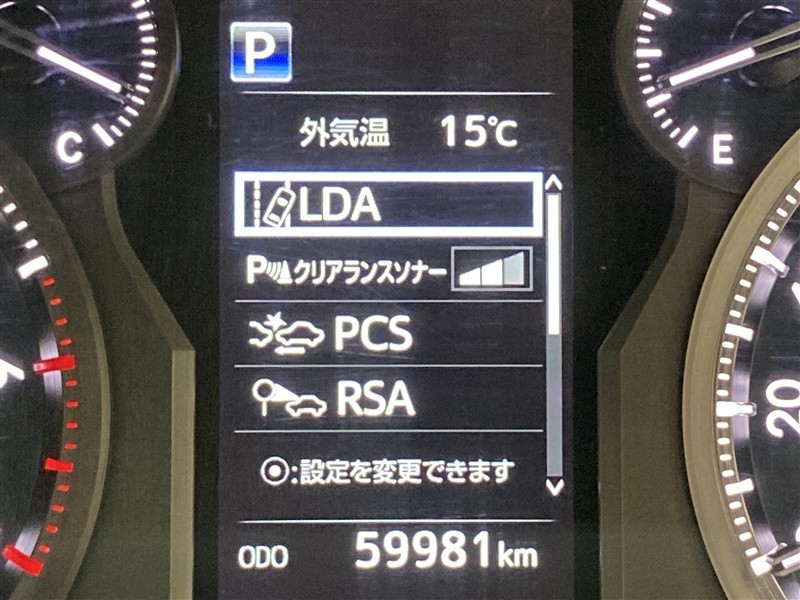 P
外気温 15℃
C
E
LDA
Pクリアランスソナー
PCS
RSA
20
◉:設定を変更できます
ODO 59981km